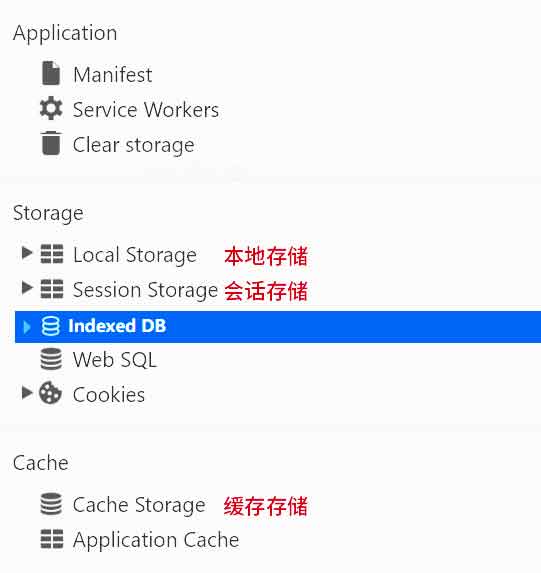 Application
Manifest
Service Workers
Clear storage
Storage
Local Storage 本地存储
Session Storage 会话存储
Indexed DB
Web SQL
Cookies
Cache
Cache Storage 缓存存储
Application Cache